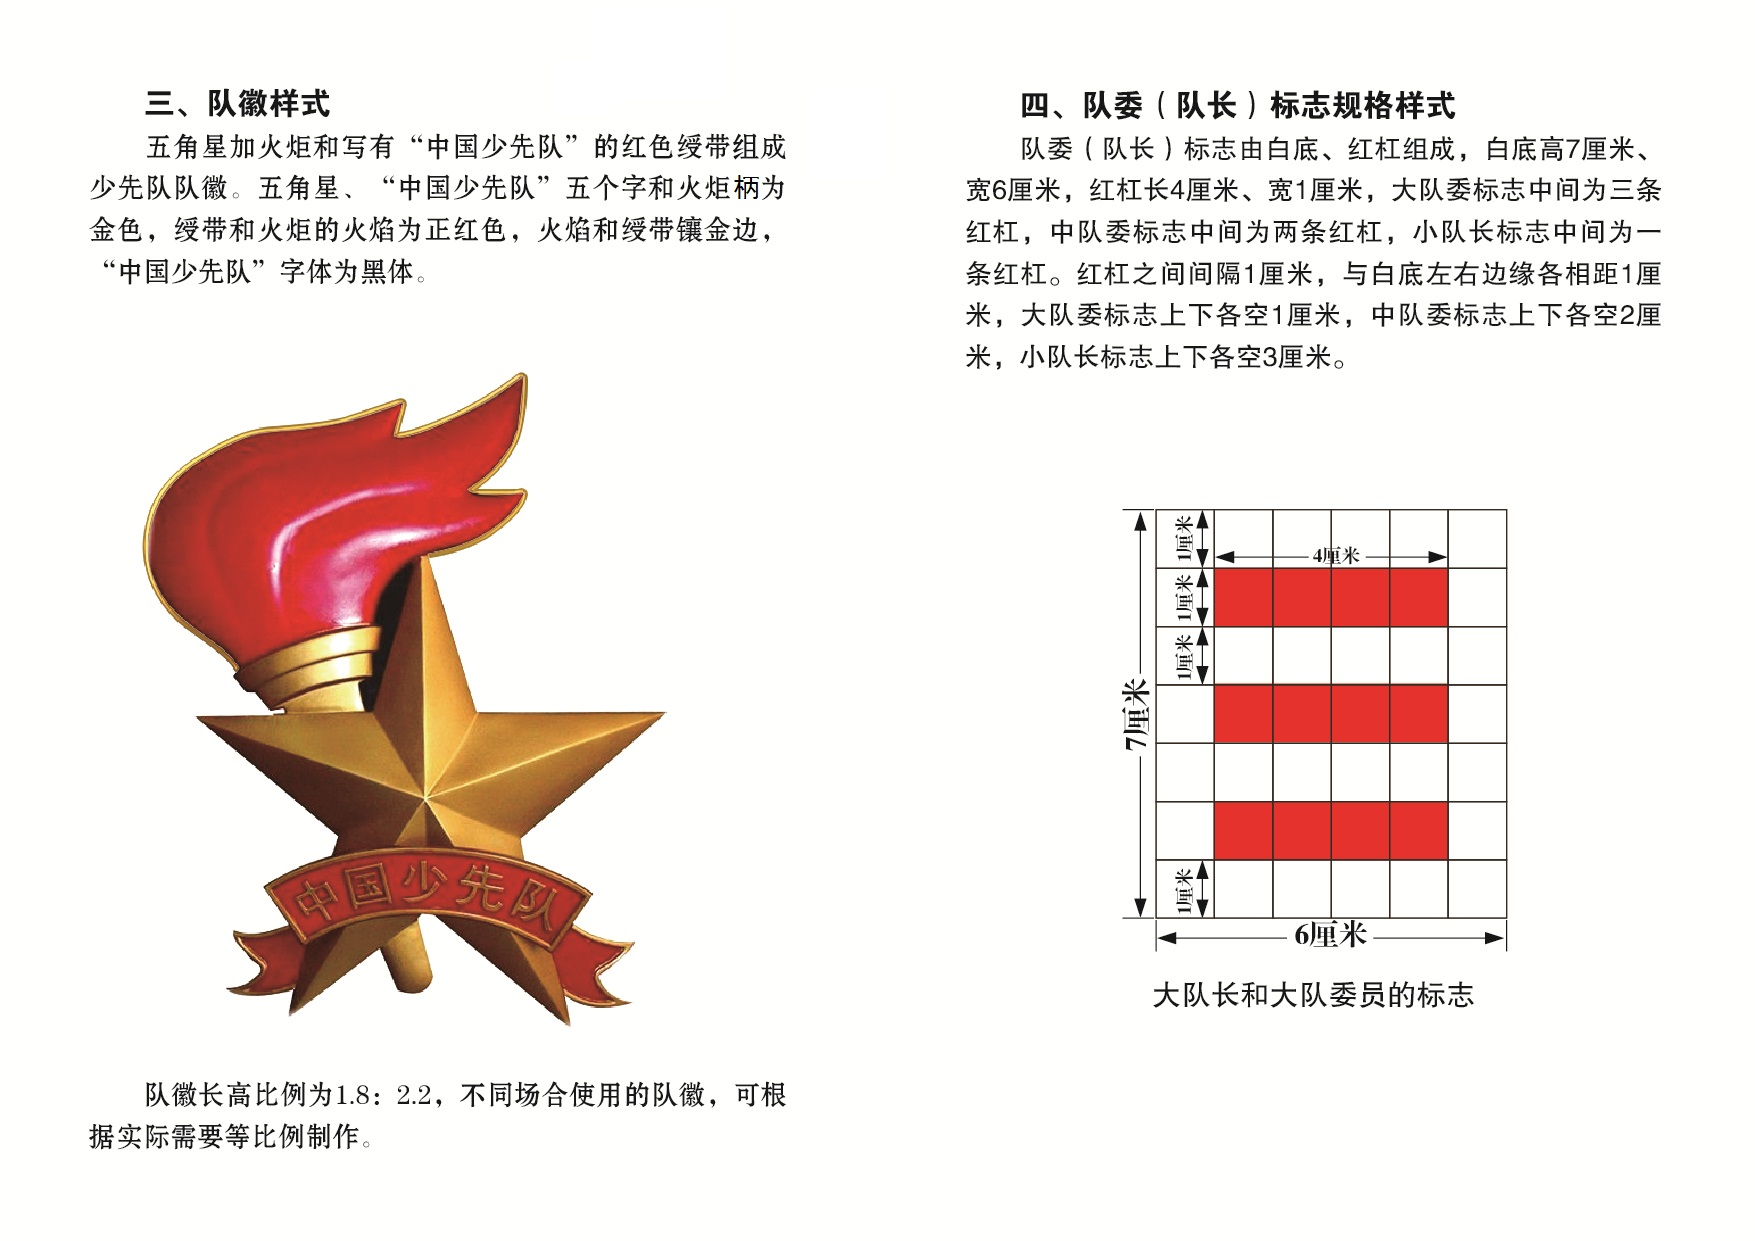 三、队徽样式
五角星加火炬和写有“中国少先队”的红色绶带组成
少先队队徽。五角星、“中国少先队”五个字和火炬柄为
金色，绶带和火炬的火焰为正红色，火焰和绶带镶金边，
“中国少先队”字体为黑体。
中国少先队
队徽长高比例为1.8：2.2，不同场合使用的队徽，可根
据实际需要等比例制作。
四、队委（队长）标志规格样式
队委（队长）标志由白底、红杠组成，白底高7厘米、
宽6厘米，红杠长4厘米、宽1厘米，大队委标志中间为三条
红杠，中队委标志中间为两条红杠，小队长标志中间为一
条红杠。红杠之间间隔1厘米，与白底左右边缘各相距1厘
米，大队委标志上下各空1厘米，中队委标志上下各空2厘
米，小队长标志上下各空3厘米。
1厘米
4厘米
1厘米
1厘米
7厘米
1厘米
6厘米
大队长和大队委员的标志